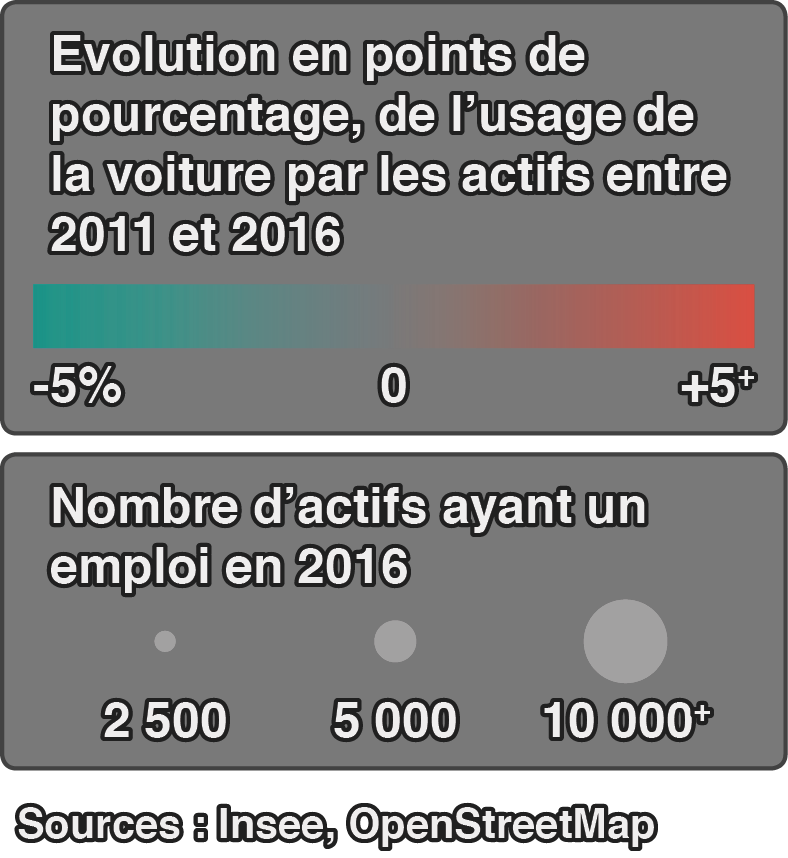 Evolution en points de
pourcentage, de l’usage de
la voiture par les actifs entre
2011 et 2016
-5% 0 +5⁺
Nombre d’actifs ayant un
emploi en 2016
2 500 5 000 10 000⁺
Sources : Insee, OpenStreetMap